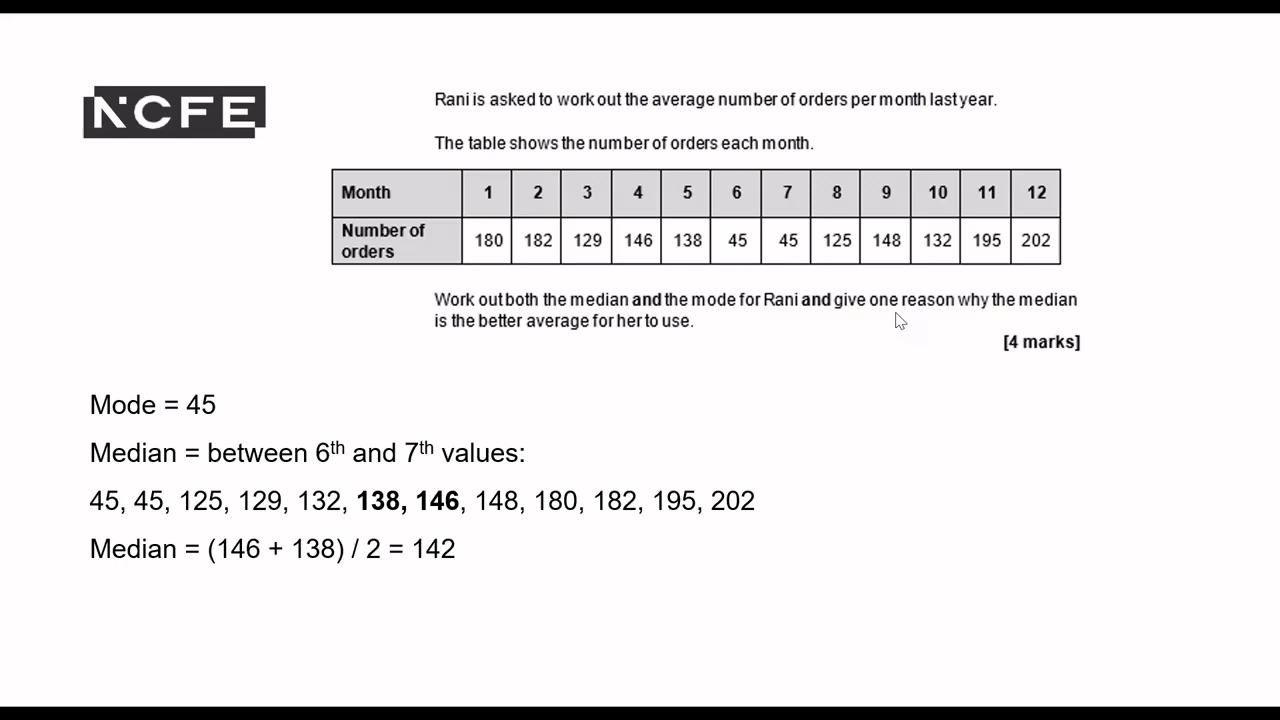 NCFE
Rani is asked to work out the average number of orders per month last year.
The table shows the number of orders each month.
Month 1 2 3 4 5 6 7 8 9 10 11 12
Number of orders 180 182 129 146 138 45 45 125 148 132 195 202
Work out both the median and the mode for Rani and give one reason why the median
is the better average for her to use.
[4 marks]
Mode = 45
Median = between 6th and 7th values:
45, 45, 125, 129, 132, 138, 146, 148, 180, 182, 195, 202
Median = (146 + 138) / 2 = 142